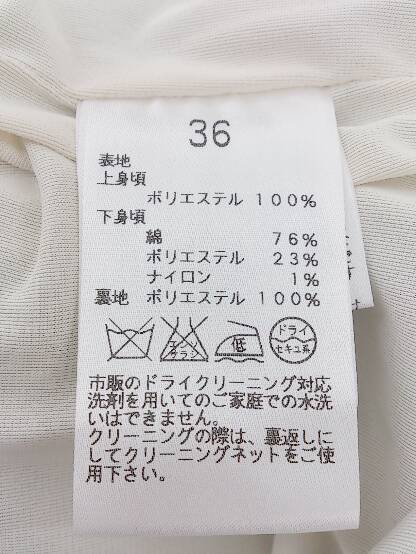 36
表地
上身頃
ポリエステル 100%
下身頃
綿 76%
ポリエステル 23%
ナイロン 1%
裏地 ポリエステル 100%
エンソ
サラシ
低
ドライ
セキユ系
市販のドライクリーニング対応
洗剤を用いてのご家庭での水洗
いはできません。
クリーニングの際は、裏返しに
してクリーニングネットをご使
用下さい。